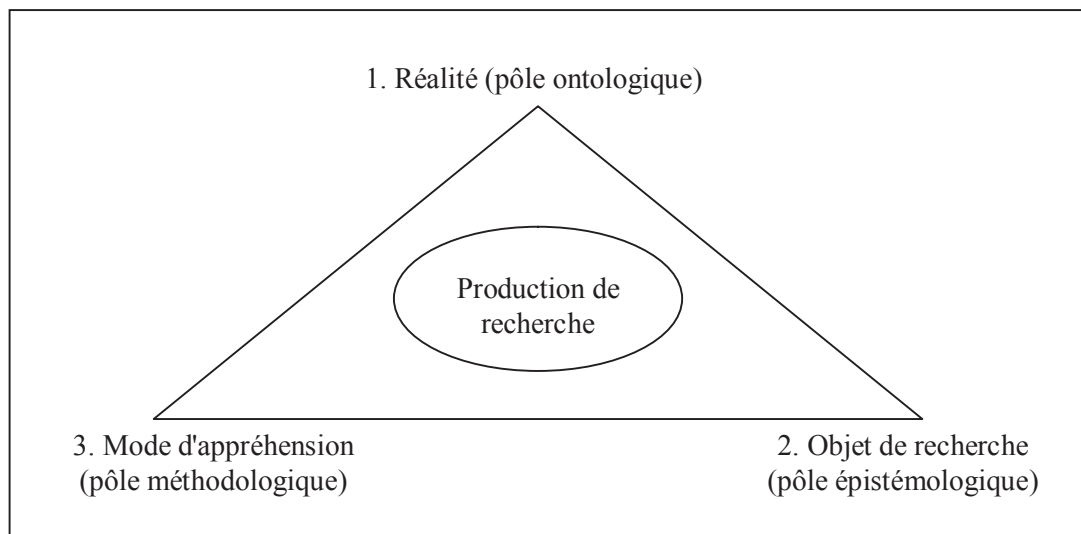 1. Réalité (pôle ontologique)
Production de
recherche
3. Mode d'appréhension
(pôle méthodologique)
2. Objet de recherche
(pôle épistémologique)